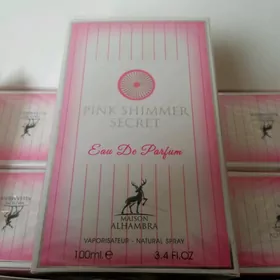 PINK SHIMMER
SECRET
Eau De Parfum
MAISON
ALHAMBRA
VAPORISATEUR - NATURAL SPRAY
100ml e 3.4 FL.OZ